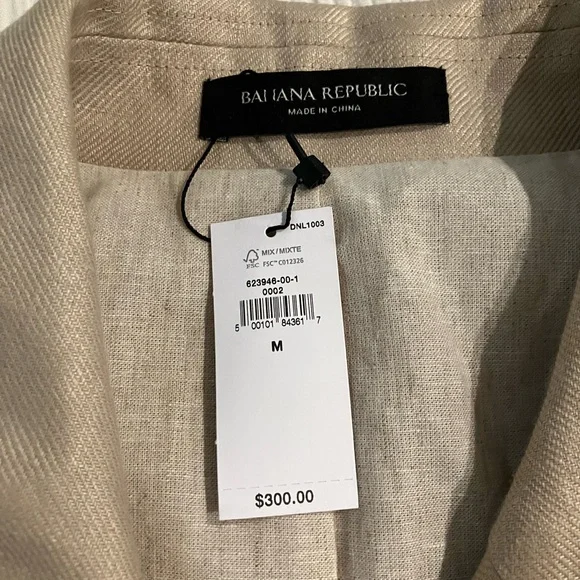 BANANA REPUBLIC
MADE IN CHINA
DNL1003
FSC MIX/MIXTE
FSC™ C012326
623946-00-1
0002
5 00101 84361 7
M
$300.00